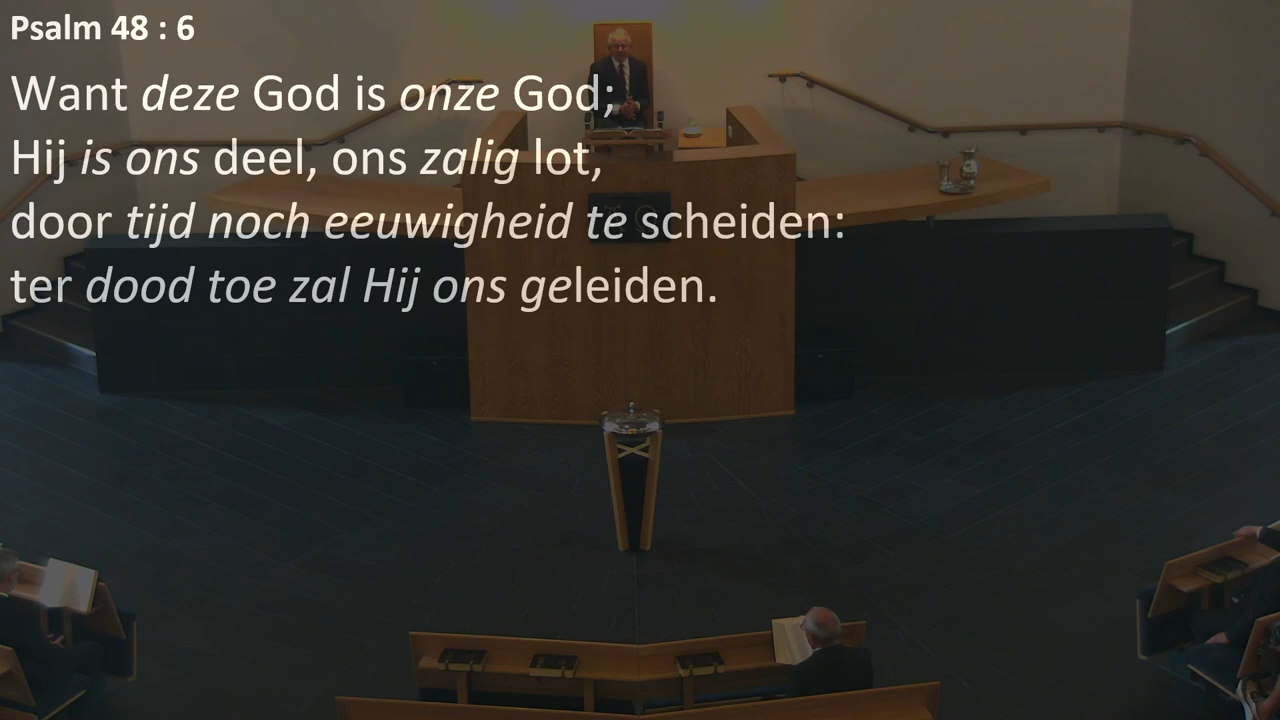 Psalm 48 : 6
Want deze God is onze God;
Hij is ons deel, ons zalig lot,
door tijd noch eeuwigheid te scheiden:
ter dood toe zal Hij ons geleiden.